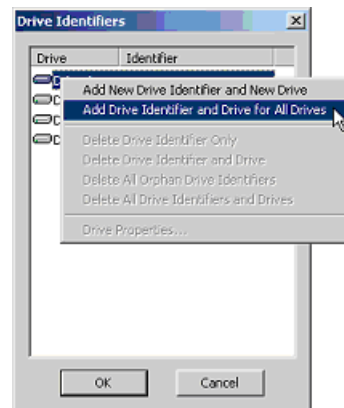 Drive Identifiers
Drive Identifier
Add New Drive Identifier and New Drive
Add Drive Identifier and Drive for All Drives
Delete Drive Identifier Only
Delete Drive Identifier and Drive
Delete All Orphan Drive Identifiers
Delete All Drive Identifiers and Drives
Drive Properties...
OK Cancel